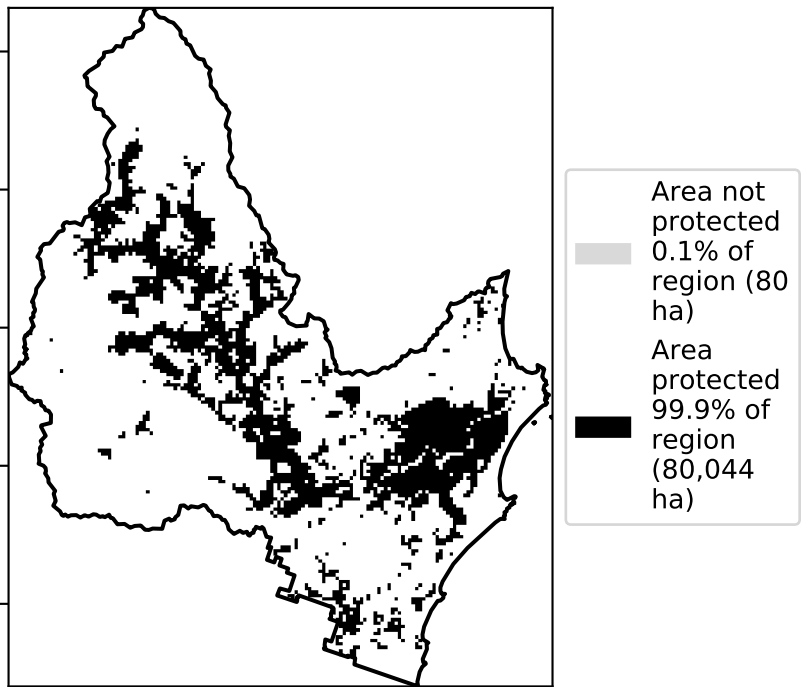 Area not
protected
0.1% of
region (80
ha)
Area
protected
99.9% of
region
(80,044
ha)